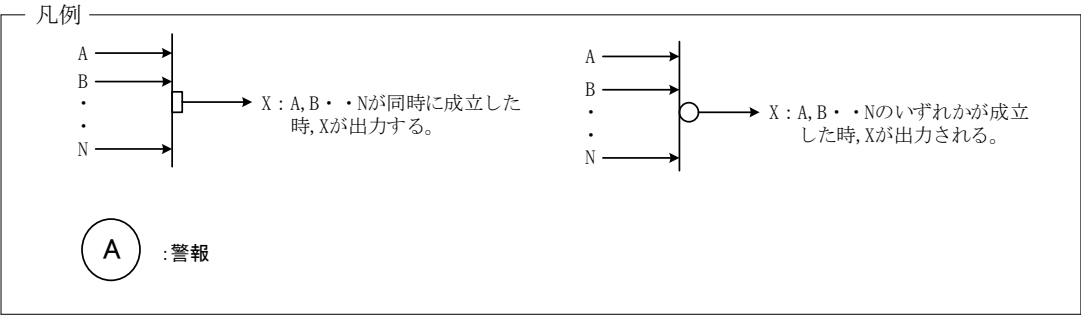 凡例
A
B
・
・
N
X：A,B・・Nが同時に成立した
時,Xが出力する。
A
B
・
・
N
X：A,B・・Nのいずれかが成立
した時,Xが出力される。
A
:警報